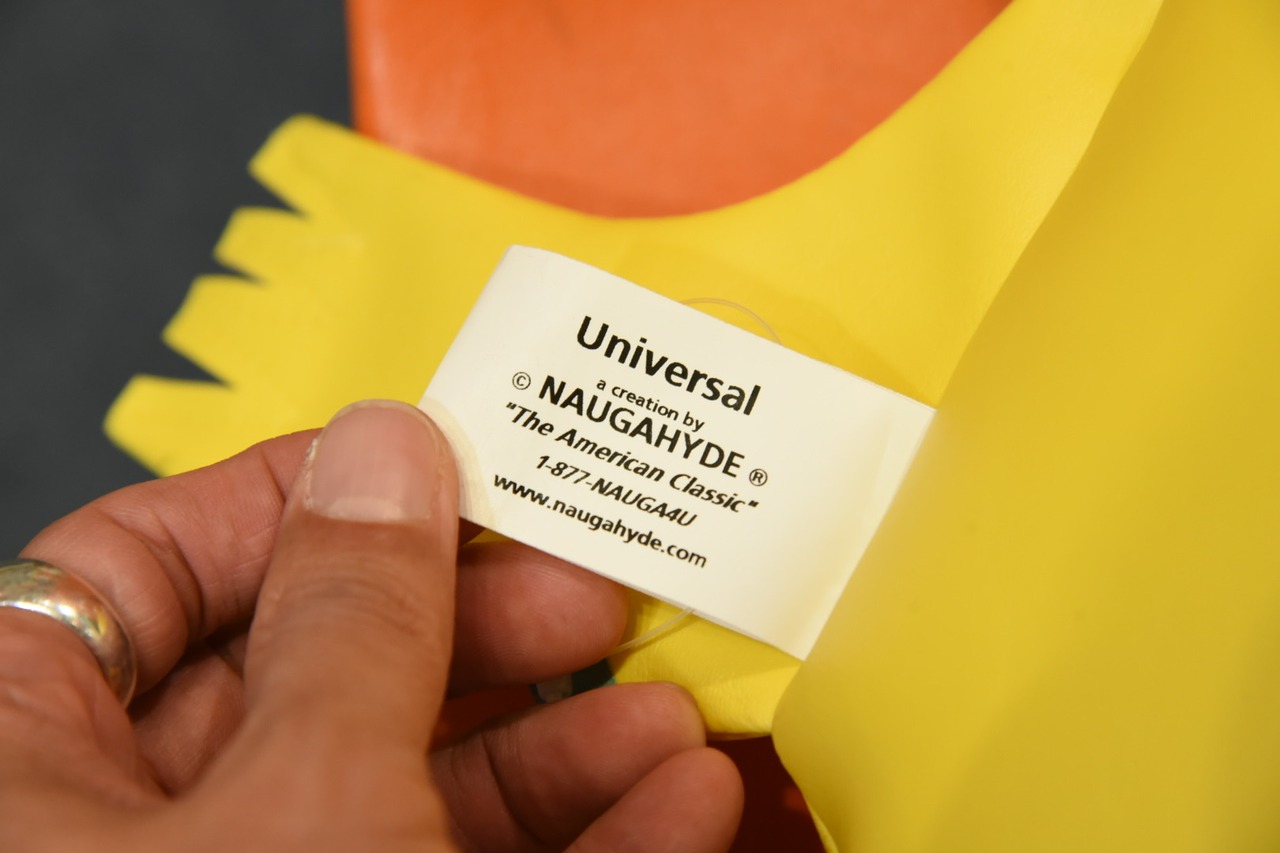 Universal
a creation by
© NAUGAHYDE ®
"The American Classic"
1-877-NAUGA4U
www.naugahyde.com